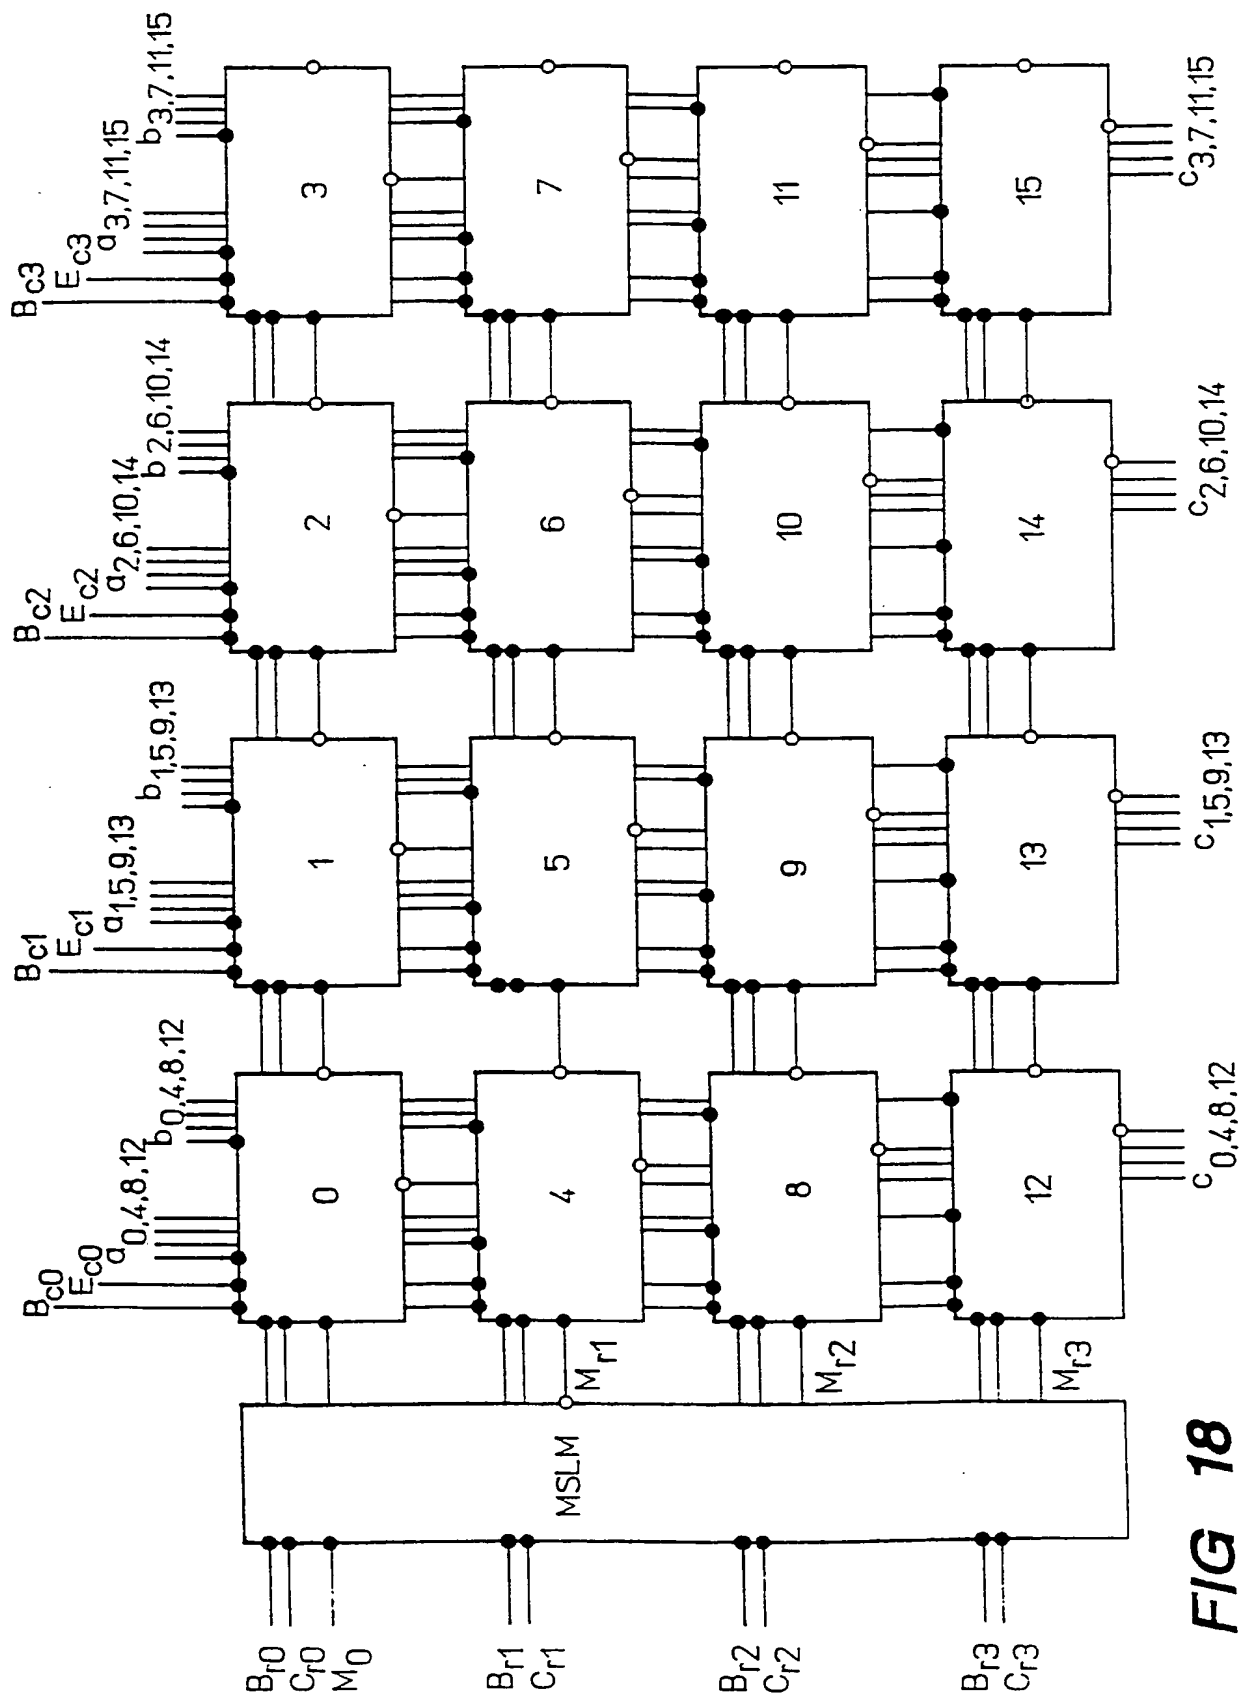 B_c0
E_c0
a_0,4,8,12
b_0,4,8,12
B_c1
E_c1
a_1,5,9,13
b_1,5,9,13
B_c2
E_c2
a_2,6,10,14
b_2,6,10,14
B_c3
E_c3
a_3,7,11,15
b_3,7,11,15
B_r0
C_r0
M_0
0
1
2
3
B_r1
C_r1
MSLM
M_r1
4
5
6
7
B_r2
C_r2
M_r2
8
9
10
11
B_r3
C_r3
M_r3
12
13
14
15
C_0,4,8,12
C_1,5,9,13
C_2,6,10,14
C_3,7,11,15
FIG 18